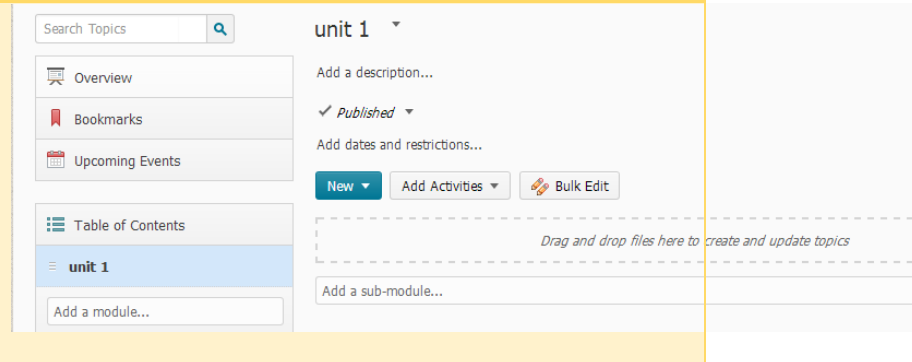 Search Topics
Overview
Bookmarks
Upcoming Events
Table of Contents
unit 1
Add a module...
unit 1
Add a description...
Published
Add dates and restrictions...
New
Add Activities
Bulk Edit
Drag and drop files here to create and update topics
Add a sub-module...